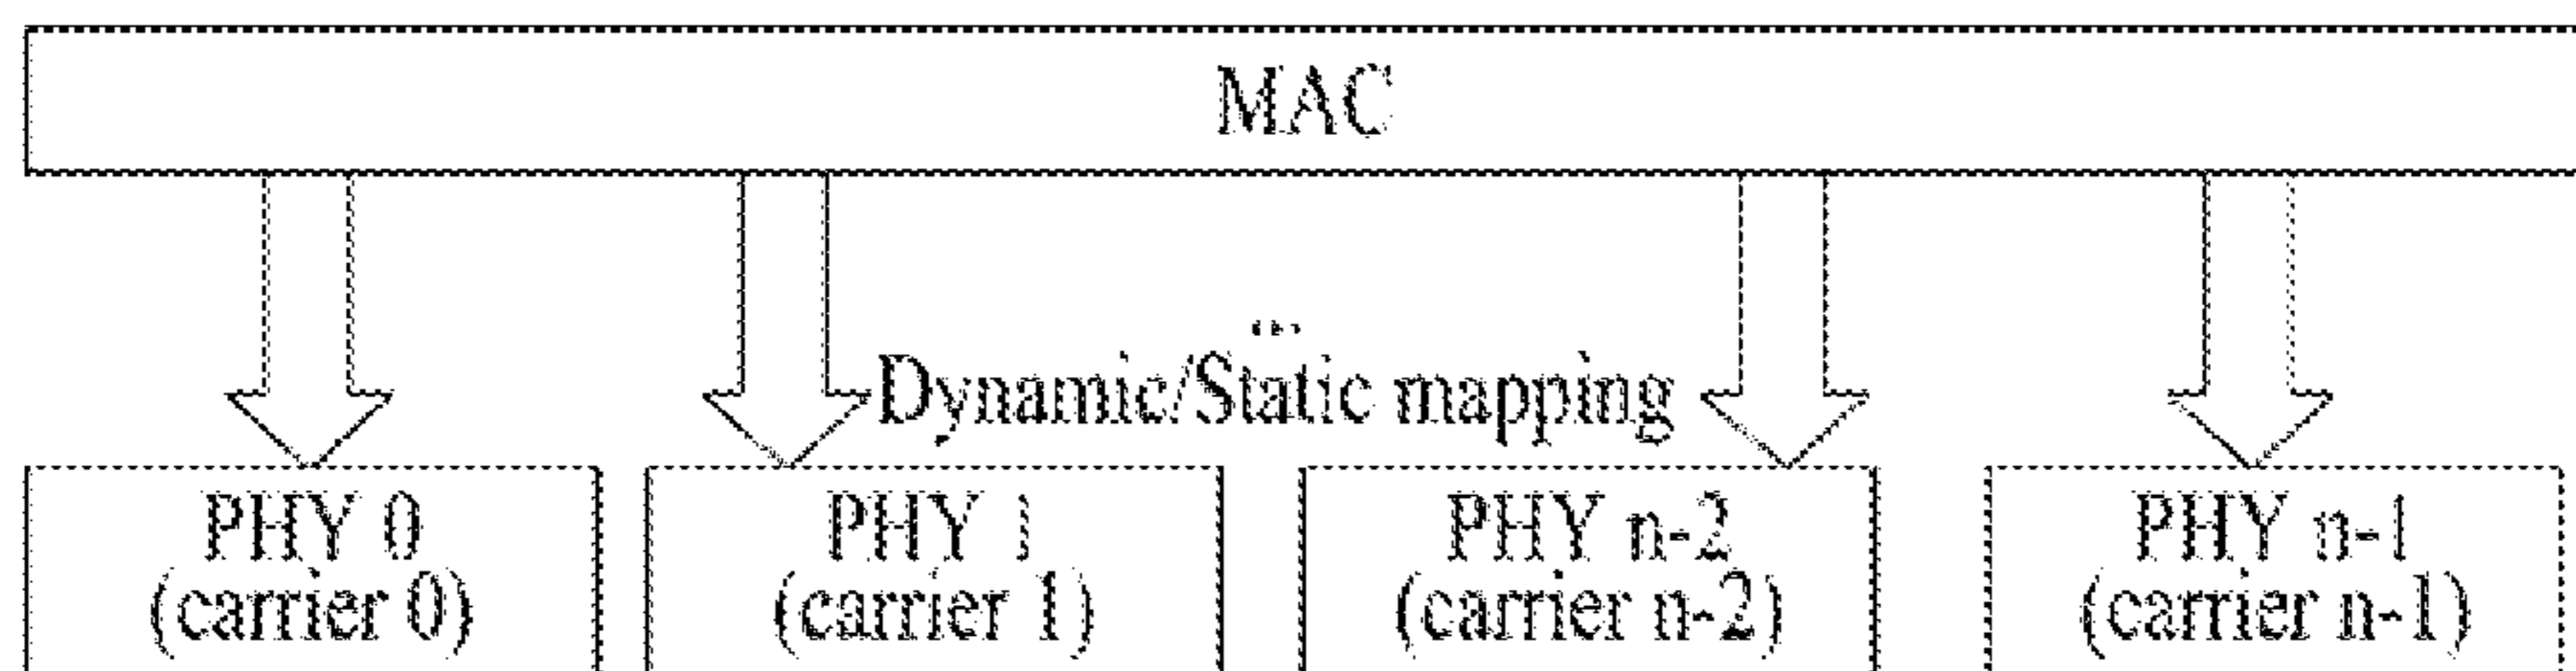 MAC
...
Dynamic/Static mapping
PHY 0
(carrier 0)
PHY 1
(carrier 1)
PHY n-2
(carrier n-2)
PHY n-1
(carrier n-1)